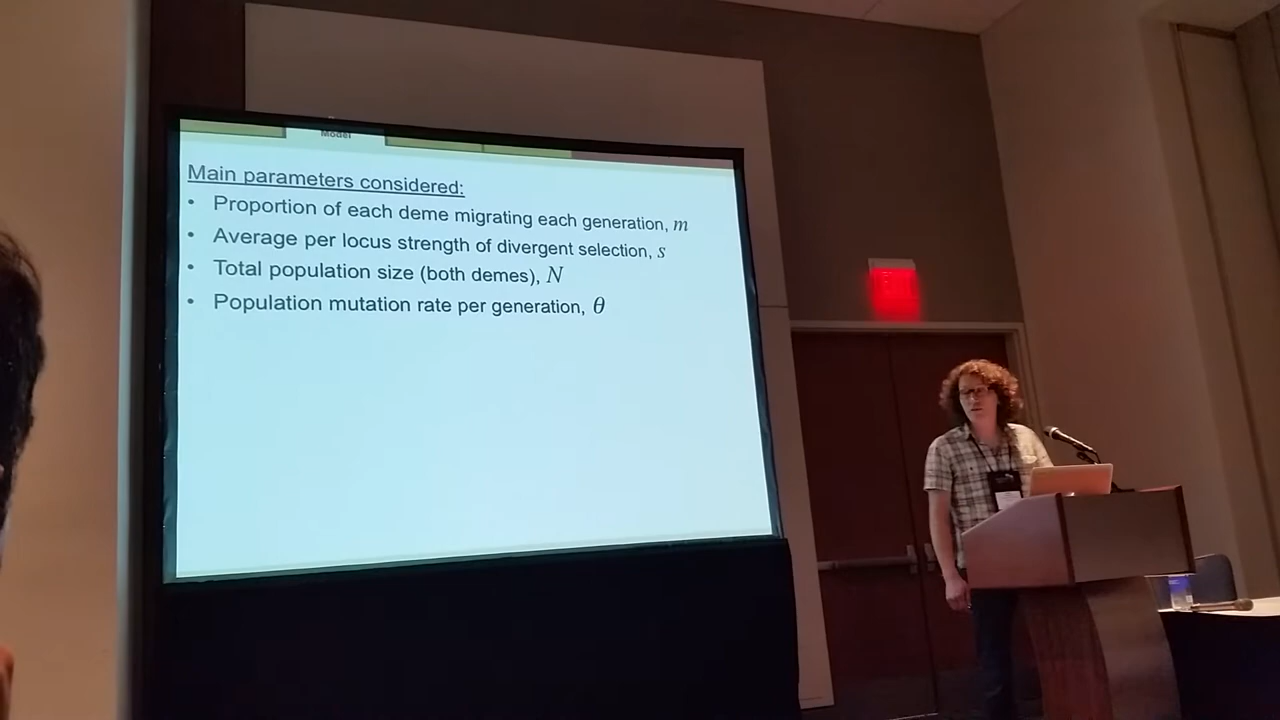 Model
Main parameters considered:
• Proportion of each deme migrating each generation, m
• Average per locus strength of divergent selection, s
• Total population size (both demes), N
• Population mutation rate per generation, θ